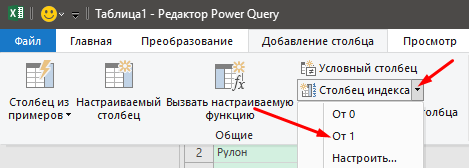 Таблица1 - Редактор Power Query
Файл Главная Преобразование Добавление столбца Просмотр
Столбец из примеров
Настраиваемый столбец
Вызвать настраиваемую функцию
Условный столбец
Столбец индекса
От 0
От 1
Настроить...
олбца
Общие
2 Рулон